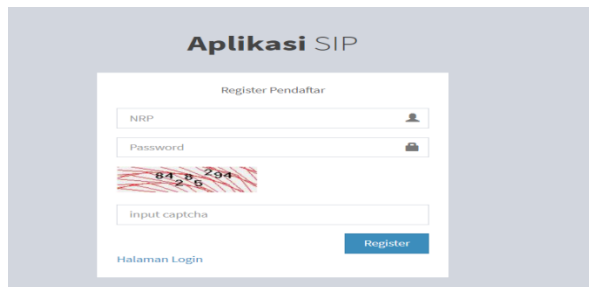 Aplikasi SIP
Register Pendaftar
NRP
Password
input captcha
Register
Halaman Login